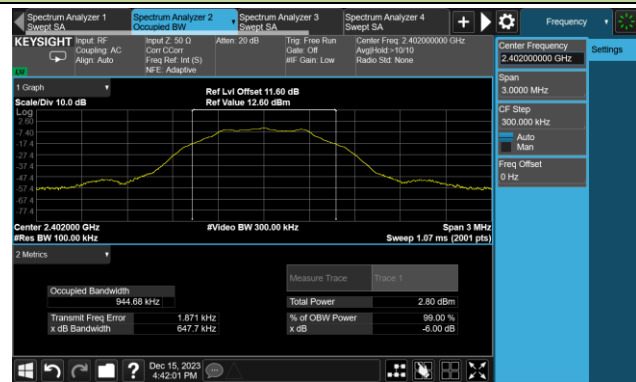 Spectrum Analyzer 1
Swept SA
Spectrum Analyzer 2
Occupied BW
Spectrum Analyzer 3
Swept SA
Spectrum Analyzer 4
Swept SA
+
Frequency
KEYSIGHT
Input: RF
Coupling: AC
Align: Auto
Input Z: 50 Ω
Corr CCorr
Freq Ref: Int (S)
NFE: Adaptive
Atten: 20 dB
Trig: Free Run
Gate: Off
#IF Gain: Low
Center Freq: 2.402000000 GHz
Avg|Hold:>10/10
Radio Std: None
Center Frequency
2.402000000 GHz
Settings
Span
3.0000 MHz
CF Step
300.000 kHz
Auto
Man
Freq Offset
0 Hz
1 Graph
Scale/Div 10.0 dB
Ref Lvl Offset 11.60 dB
Ref Value 12.60 dBm
Log
2.60
-7.40
-17.4
-27.4
-37.4
-47.4
-57.4
-67.4
-77.4
Center 2.402000 GHz
#Res BW 100.00 kHz
#Video BW 300.00 kHz
Span 3 MHz
Sweep 1.07 ms (2001 pts)
2 Metrics
Measure Trace
Trace 1
Occupied Bandwidth
944.68 kHz
Total Power
2.80 dBm
Transmit Freq Error
1.871 kHz
% of OBW Power
99.00 %
x dB Bandwidth
647.7 kHz
x dB
-6.00 dB
?
Dec 15, 2023
4:42:01 PM